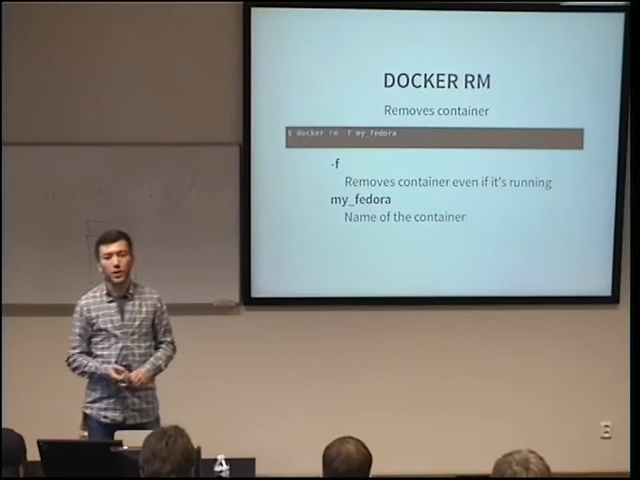 DOCKER RM
Removes container
$ docker rm -f my_fedora
-f
Removes container even if it's running
my_fedora
Name of the container